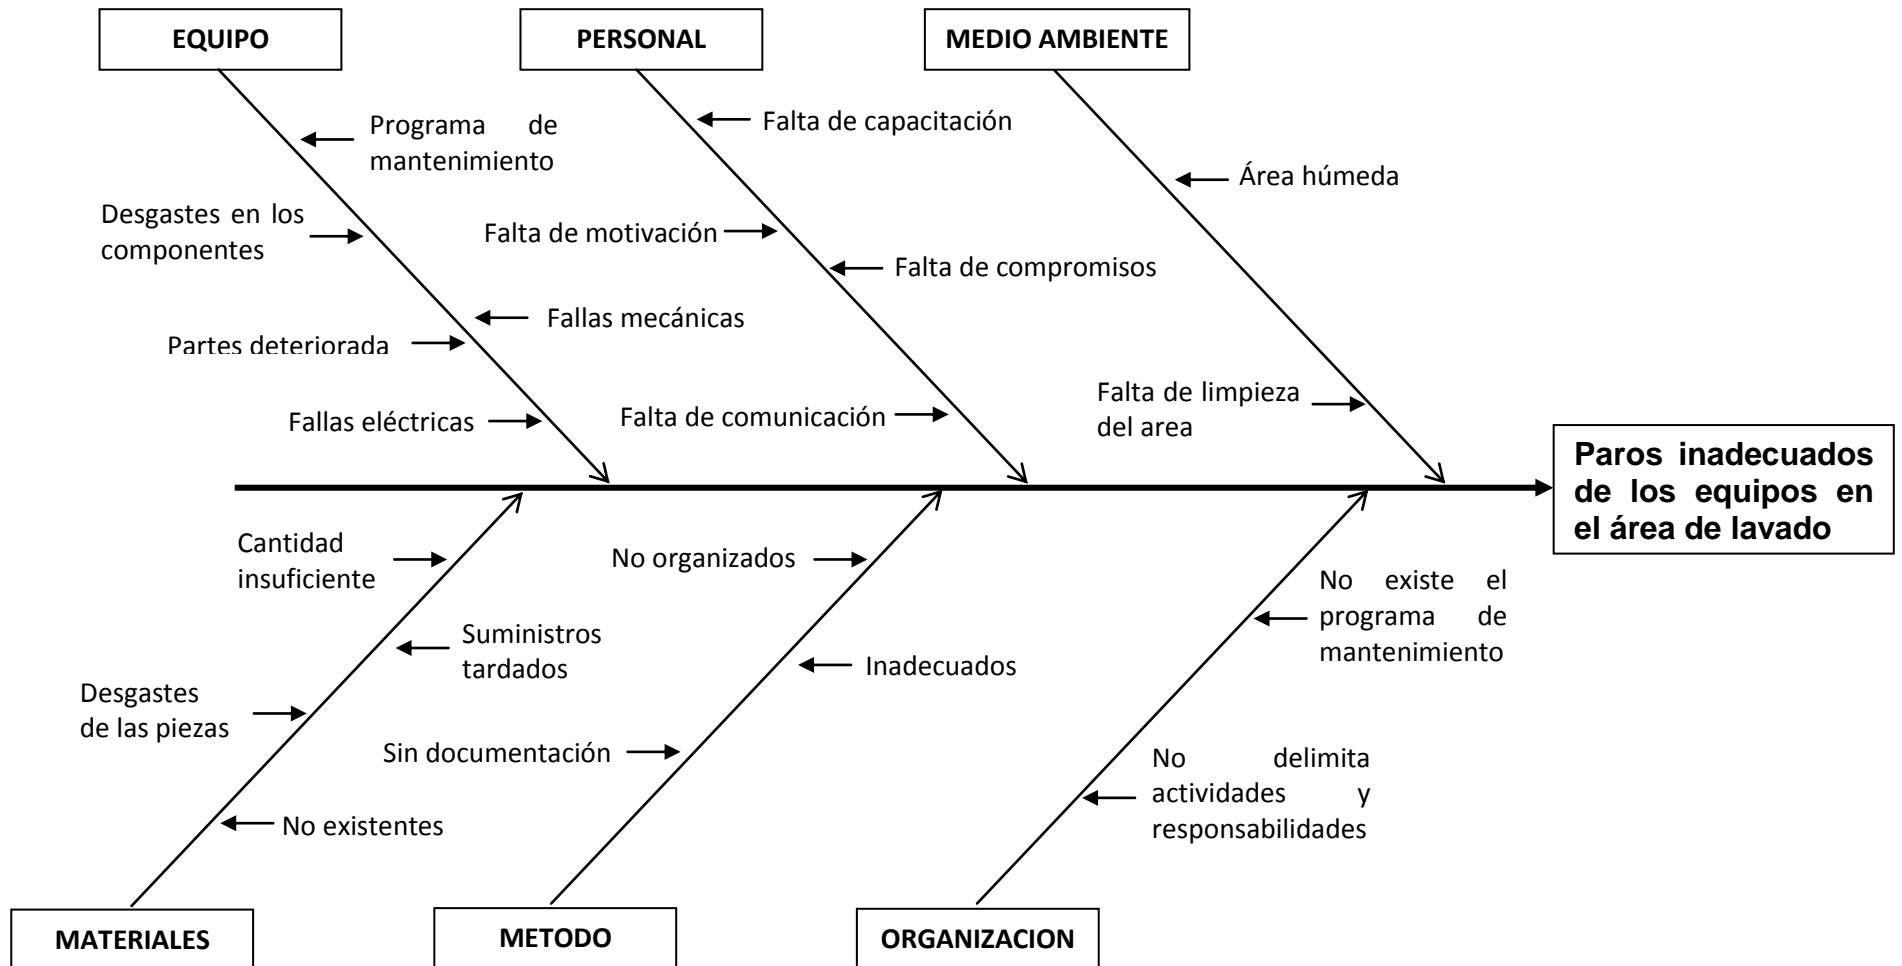 EQUIPO
PERSONAL
MEDIO AMBIENTE
Programa de
mantenimiento
Desgastes en los
componentes
Fallas mecánicas
Partes deteriorada
Fallas eléctricas
Falta de capacitación
Falta de motivación
Falta de compromisos
Falta de comunicación
Área húmeda
Falta de limpieza
del area
Paros inadecuados
de los equipos en
el área de lavado
Cantidad
insuficiente
Suministros
tardados
Desgastes
de las piezas
No existentes
No organizados
Inadecuados
Sin documentación
No existe el
programa de
mantenimiento
No delimita
actividades y
responsabilidades
MATERIALES
METODO
ORGANIZACION